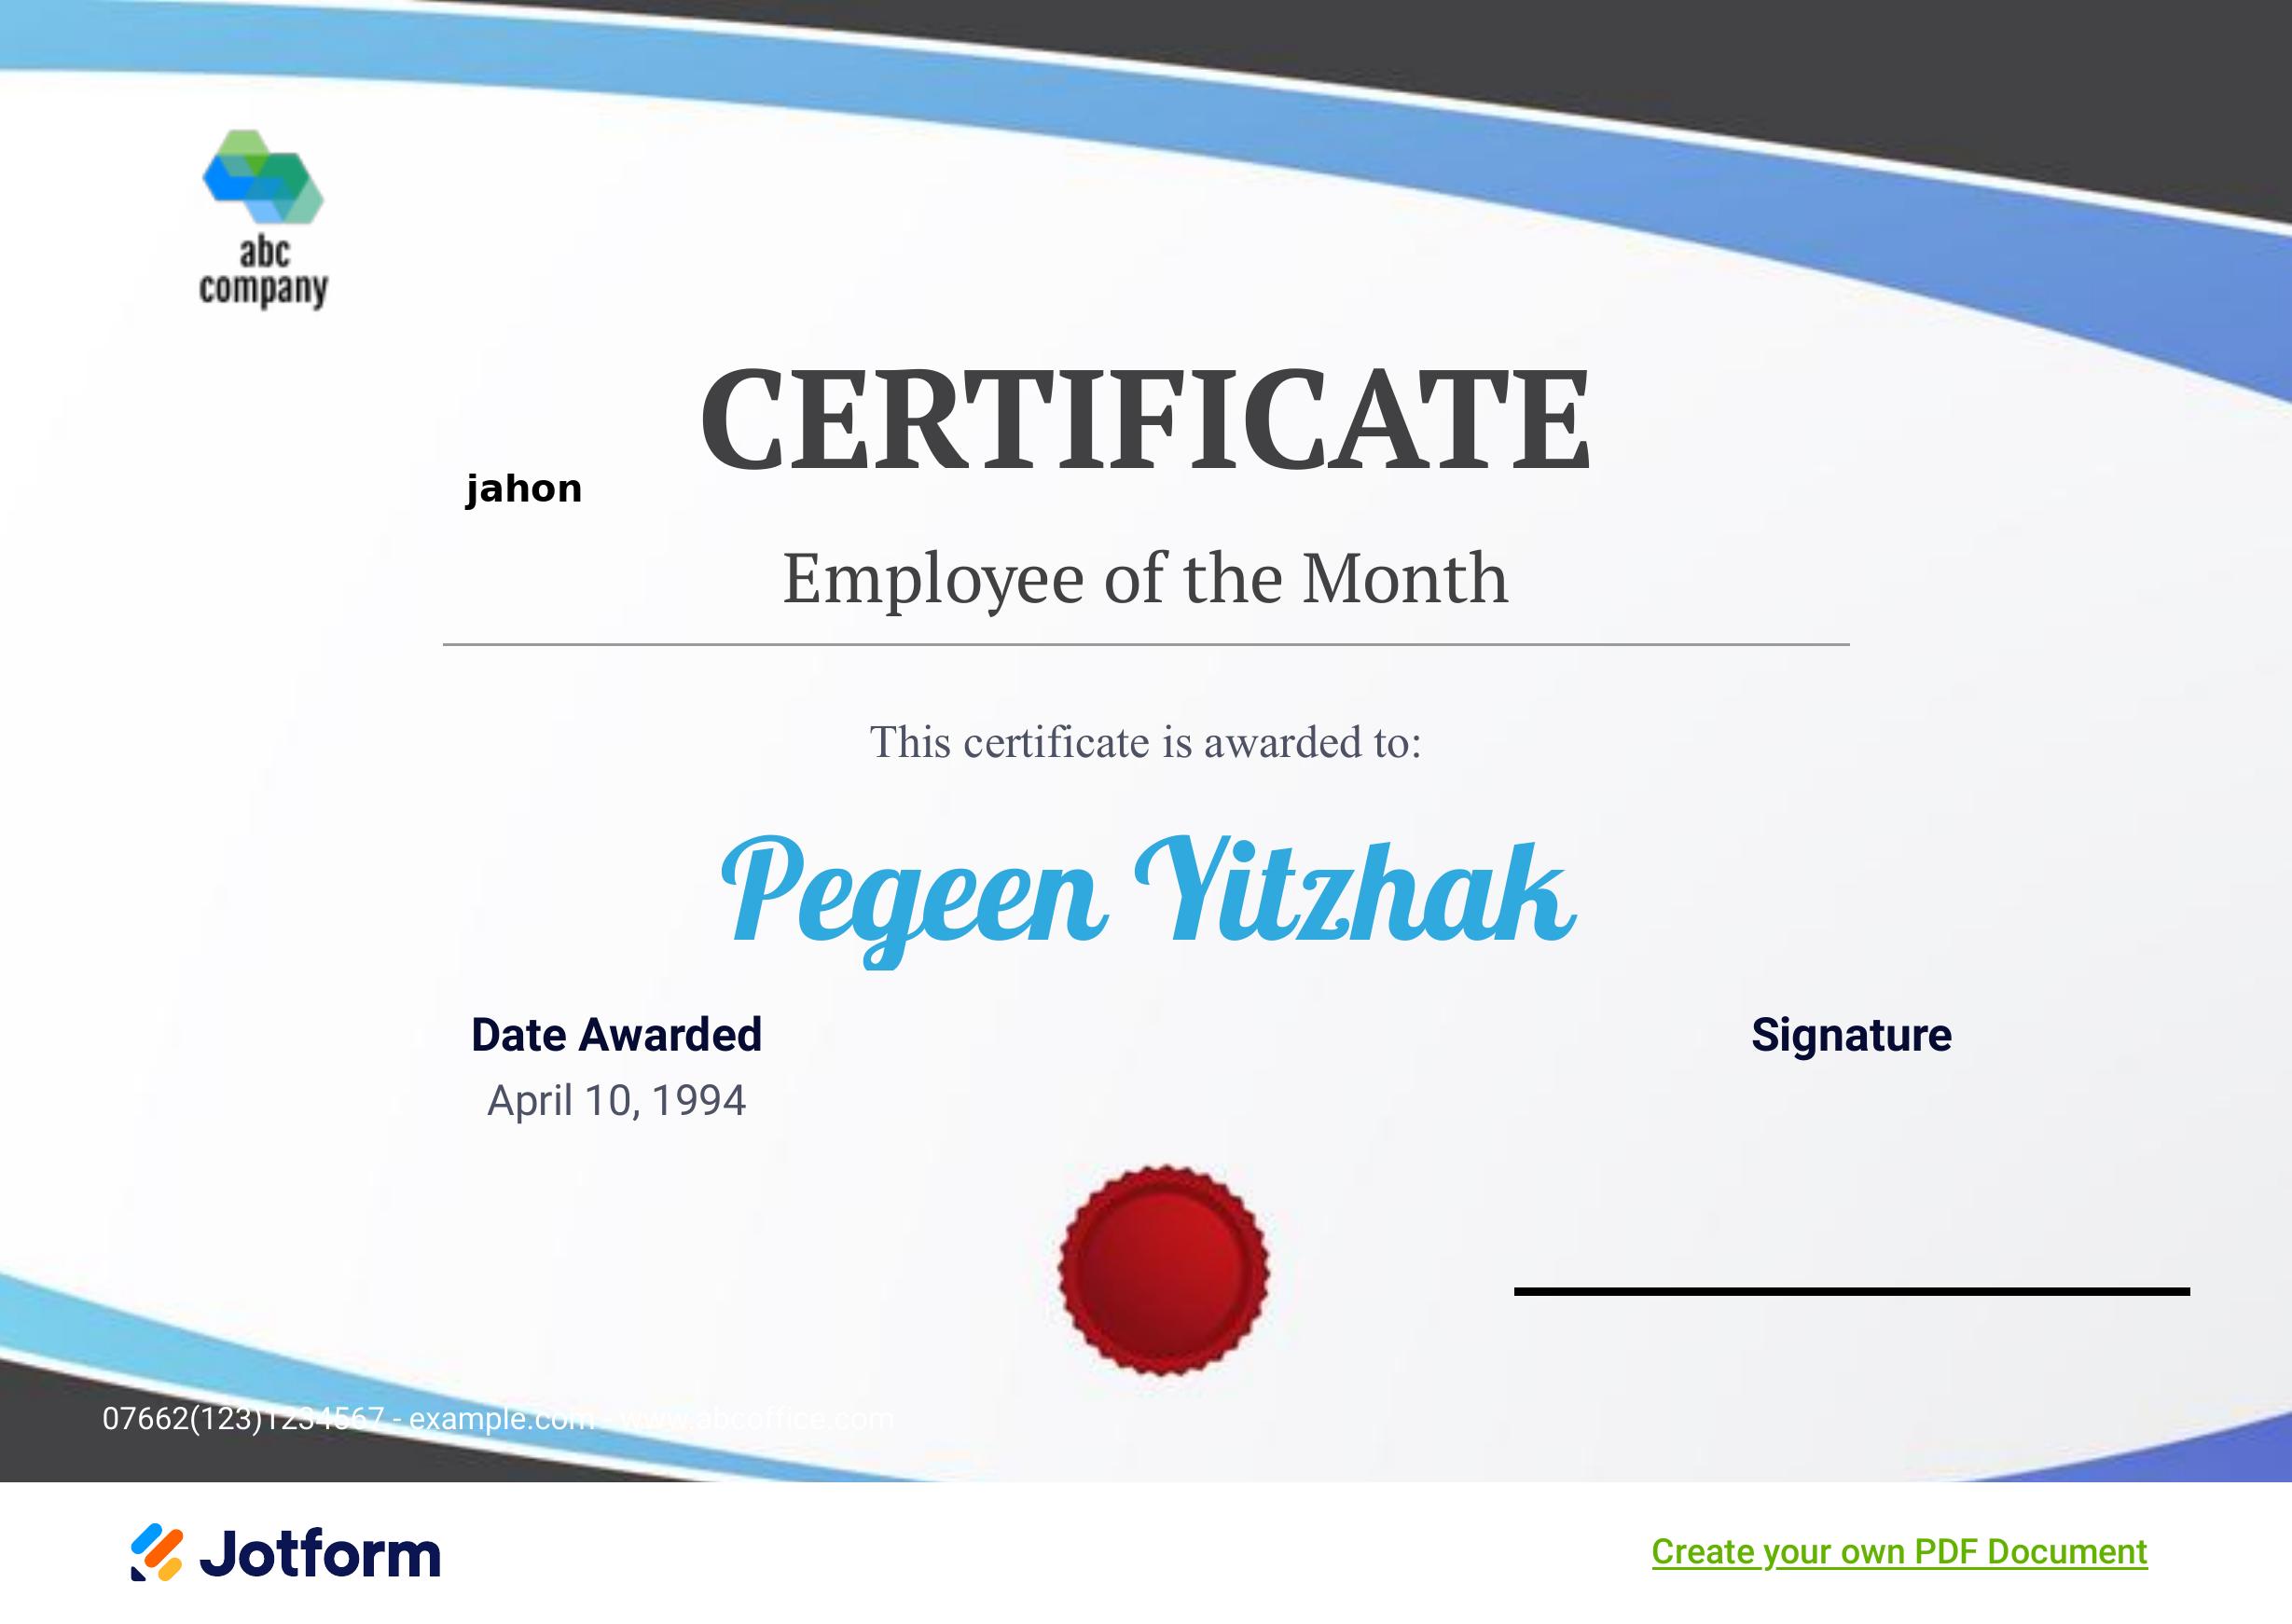 abc
company
CERTIFICATE
jahon
Employee of the Month
This certificate is awarded to:
Pegeen Yitzhak
Date Awarded
Signature
April 10, 1994
07662(123)1234567 - example.com - www.abcoffice.com
Jotform
Create your own PDF Document